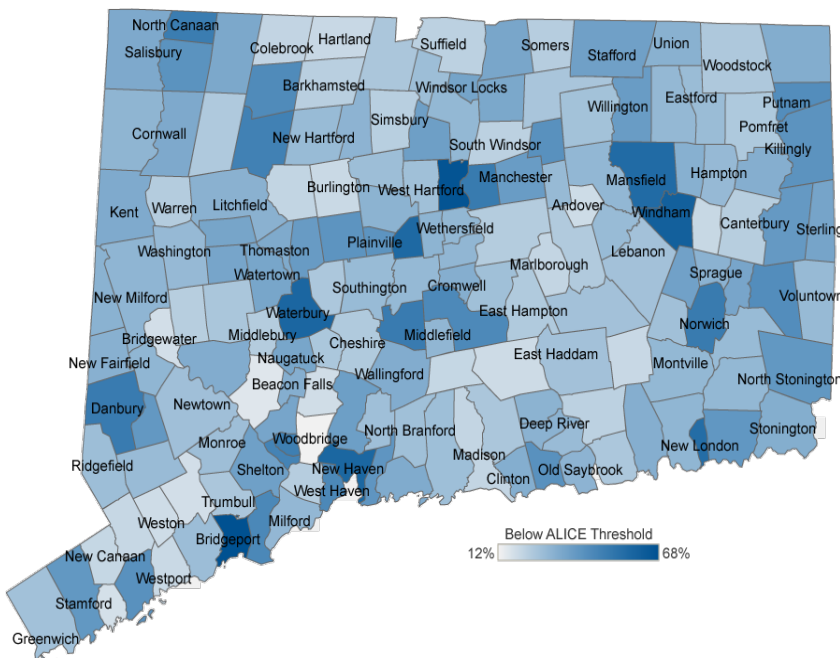 North Canaan
Salisbury
Colebrook
Hartland
Suffield
Somers
Stafford
Union
Woodstock
Barkhamsted
Windsor Locks
Willington
Eastford
Putnam
Cornwall
New Hartford
Simsbury
South Windsor
Pomfret
Killingly
Kent
Warren
Litchfield
Burlington
West Hartford
Manchester
Andover
Mansfield
Hampton
Windham
Canterbury
Sterling
Washington
Thomaston
Plainville
Wethersfield
Marlborough
Lebanon
Watertown
Sprague
New Milford
Southington
Cromwell
Voluntown
Waterbury
East Hampton
Norwich
Bridgewater
Middlebury
Cheshire
Middlefield
New Fairfield
Naugatuck
East Haddam
Montville
Beacon Falls
Wallingford
North Stonington
Danbury
Newtown
Monroe
Woodbridge
North Branford
Deep River
New London
Stonington
Ridgefield
Shelton
New Haven
Madison
Old Saybrook
Clinton
Trumbull
West Haven
Weston
Milford
Bridgeport
New Canaan
Westport
Stamford
Greenwich
Below ALICE Threshold
12% 68%